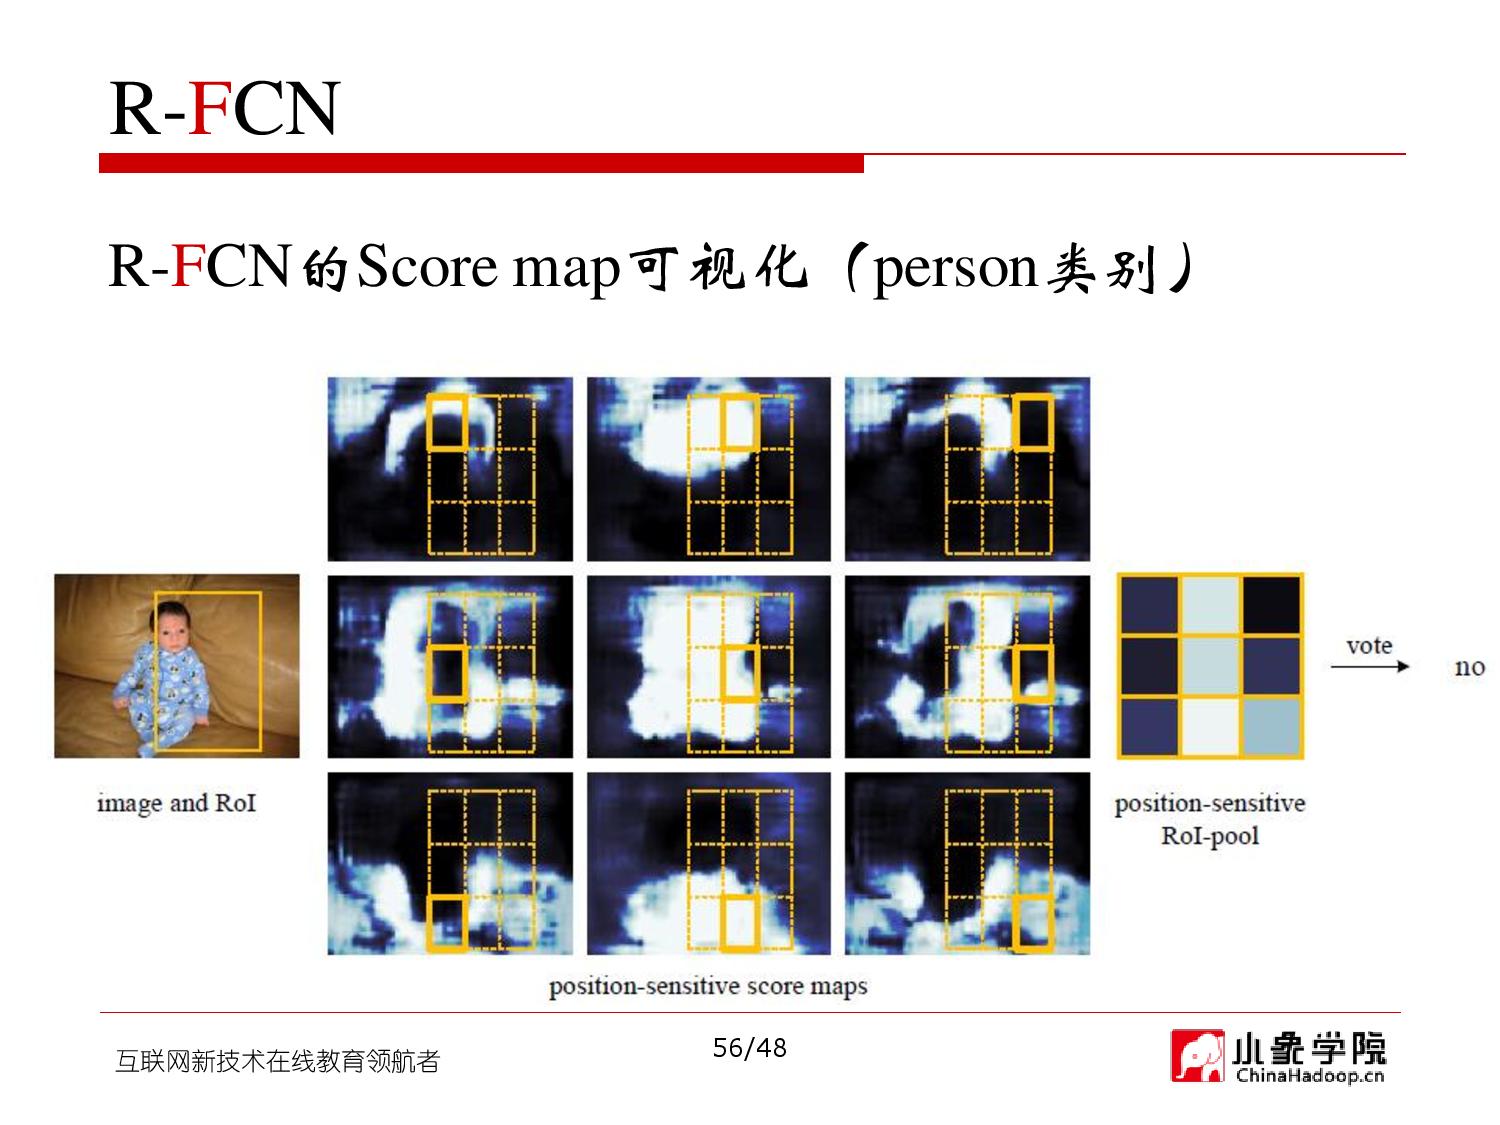 R-FCN
R-FCN的Score map可视化（person类别）
vote
no
image and RoI
position-sensitive
RoI-pool
position-sensitive score maps
互联网新技术在线教育领航者
56/48
小象学院
ChinaHadoop.cn